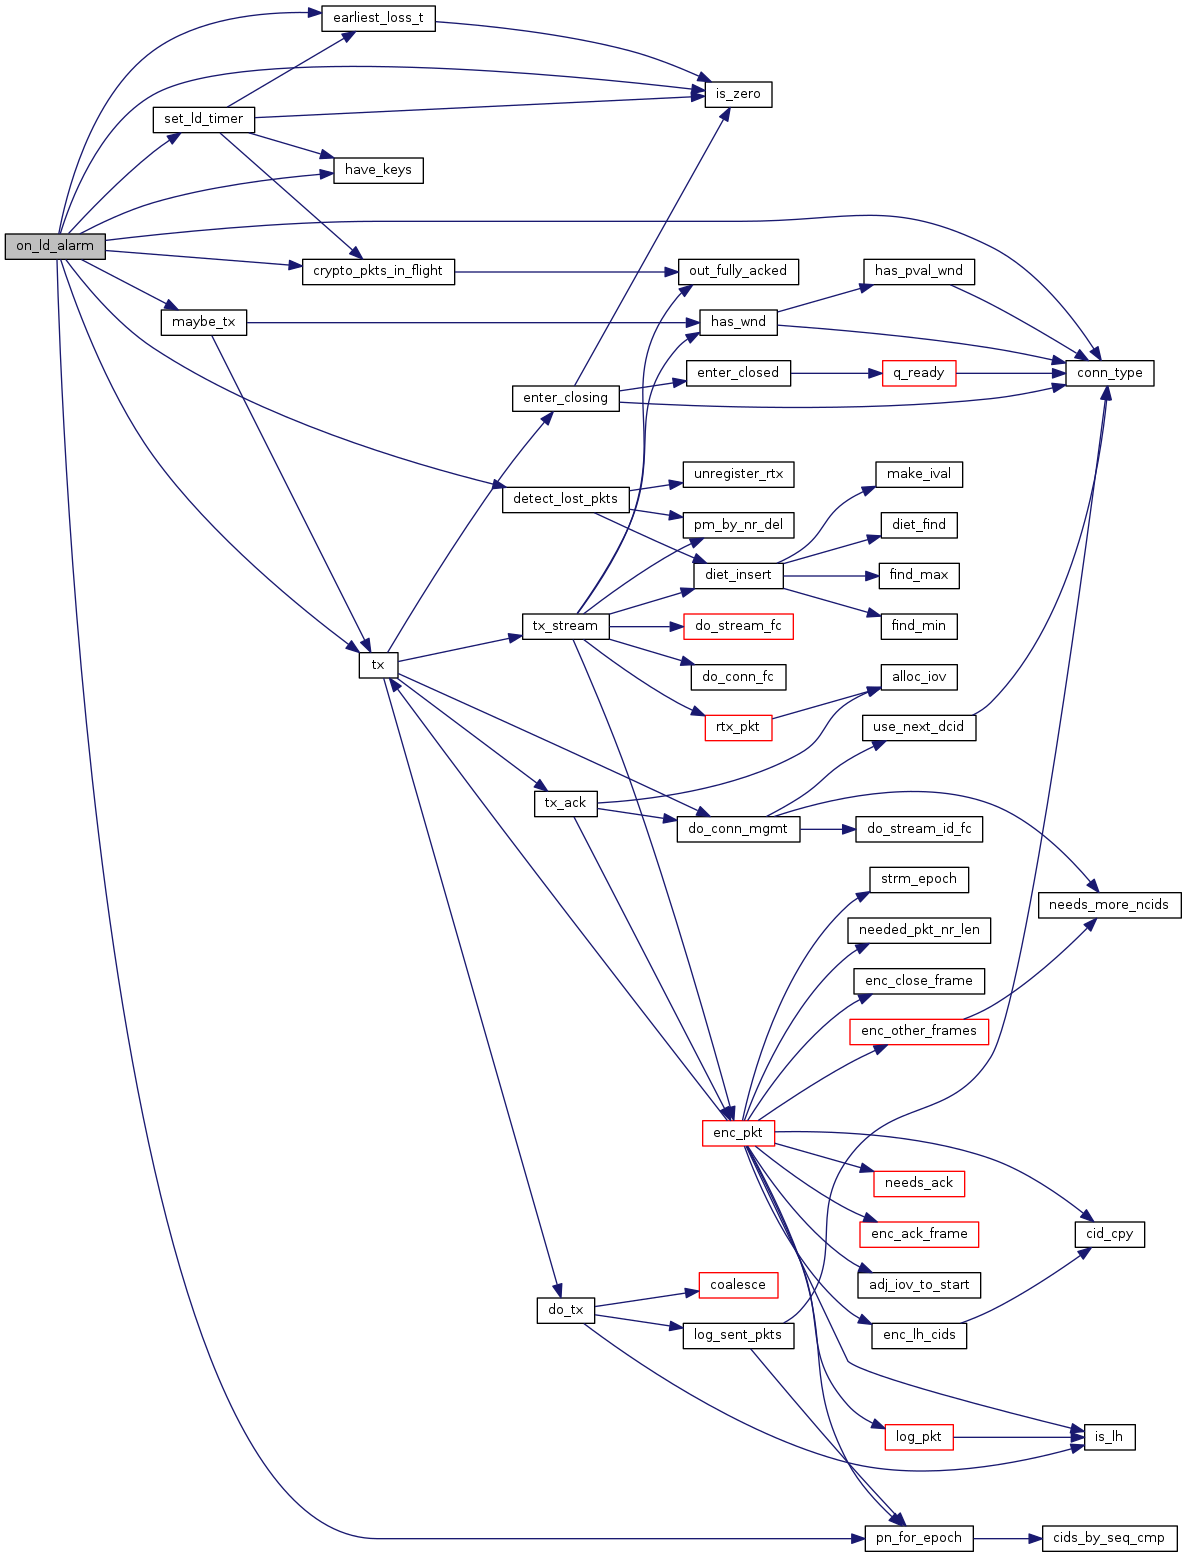 earliest_loss_t
is_zero
set_ld_timer
have_keys
on_ld_alarm
crypto_pkts_in_flight
out_fully_acked
has_pval_wnd
maybe_tx
has_wnd
enter_closed
q_ready
conn_type
enter_closing
unregister_rtx
make_ival
detect_lost_pkts
pm_by_nr_del
diet_find
diet_insert
find_max
tx_stream
do_stream_fc
find_min
tx
do_conn_fc
alloc_iov
rtx_pkt
use_next_dcid
tx_ack
do_conn_mgmt
do_stream_id_fc
strm_epoch
needs_more_ncids
needed_pkt_nr_len
enc_close_frame
enc_other_frames
enc_pkt
needs_ack
enc_ack_frame
cid_cpy
coalesce
adj_iov_to_start
do_tx
log_sent_pkts
enc_lh_cids
log_pkt
is_lh
pn_for_epoch
cids_by_seq_cmp